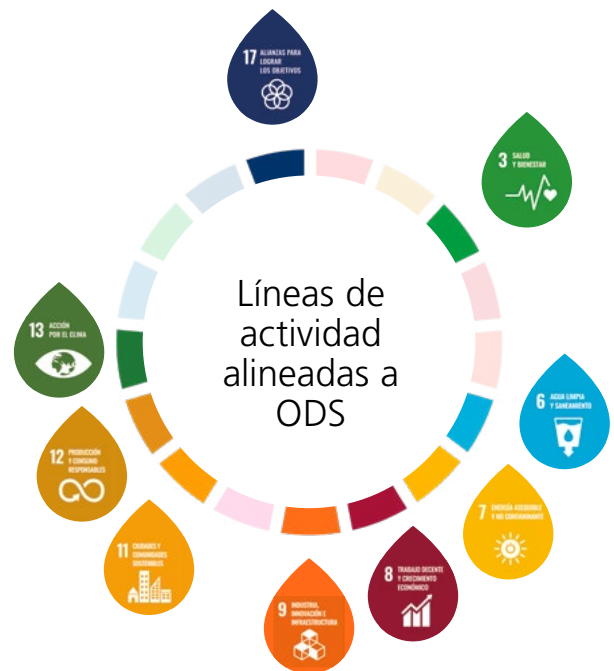 17 ALIANZAS PARA
LOGRAR
LOS OBJETIVOS
3 SALUD
Y BIENESTAR
Líneas de
actividad
alineadas a
ODS
13 ACCIÓN
POR EL CLIMA
6 AGUA LIMPIA
Y SANEAMIENTO
12 PRODUCCIÓN
Y CONSUMO
RESPONSABLES
7 ENERGÍA ASEQUIBLE
Y NO CONTAMINANTE
11 CIUDADES Y
COMUNIDADES
SOSTENIBLES
8 TRABAJO DECENTE
Y CRECIMIENTO
ECONÓMICO
9 INDUSTRIA,
INNOVACIÓN E
INFRAESTRUCTURA